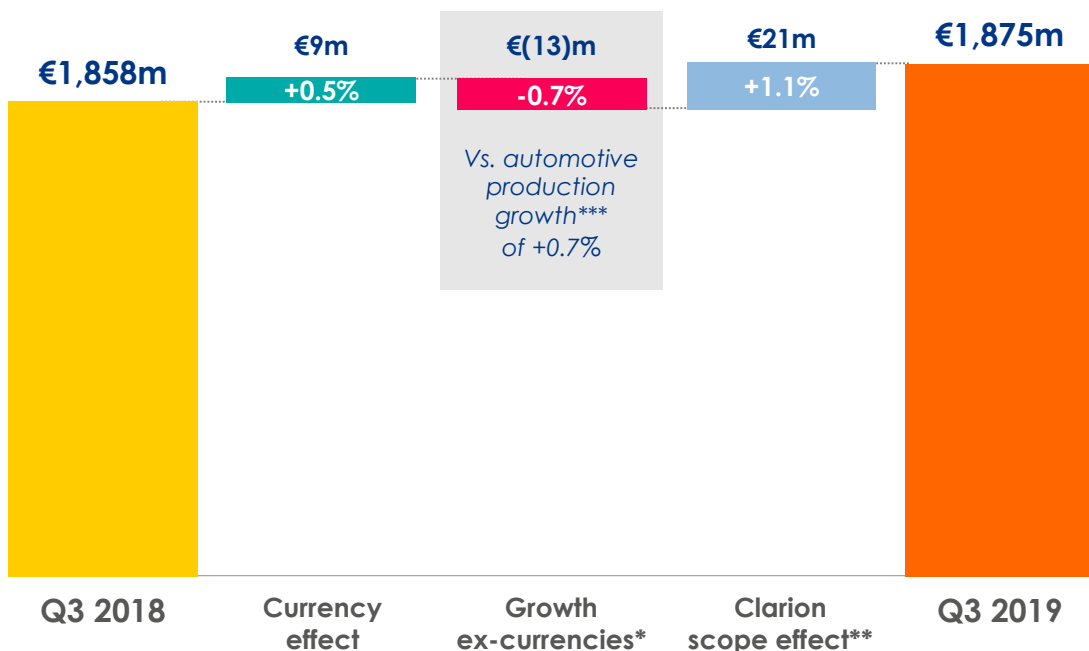 €1,858m
€9m
€(13)m
€21m
€1,875m
+0.5%
-0.7%
+1.1%
Vs. automotive
production
growth***
of +0.7%
Q3 2018
Currency
effect
Growth
ex-currencies*
Clarion
scope effect**
Q3 2019